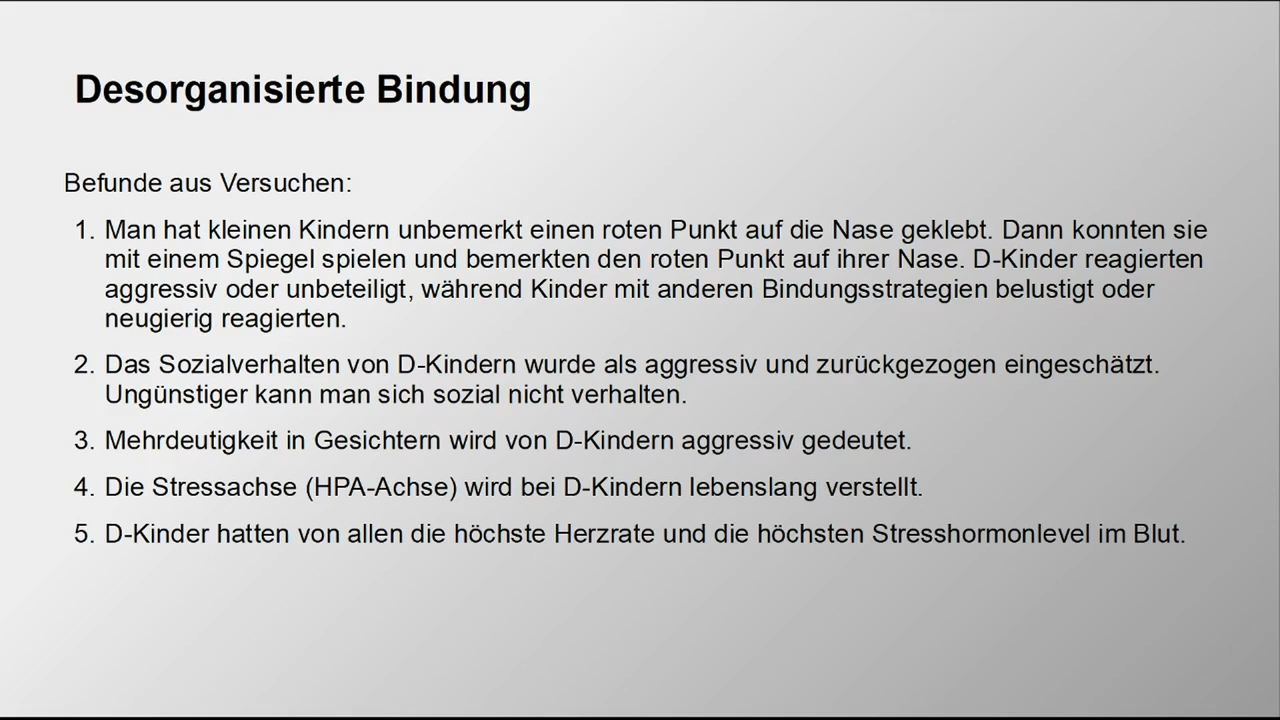 Desorganisierte Bindung
Befunde aus Versuchen:
1. Man hat kleinen Kindern unbemerkt einen roten Punkt auf die Nase geklebt. Dann konnten sie
mit einem Spiegel spielen und bemerkten den roten Punkt auf ihrer Nase. D-Kinder reagierten
aggressiv oder unbeteiligt, während Kinder mit anderen Bindungsstrategien belustigt oder
neugierig reagierten.
2. Das Sozialverhalten von D-Kindern wurde als aggressiv und zurückgezogen eingeschätzt.
Ungünstiger kann man sich sozial nicht verhalten.
3. Mehrdeutigkeit in Gesichtern wird von D-Kindern aggressiv gedeutet.
4. Die Stressachse (HPA-Achse) wird bei D-Kindern lebenslang verstellt.
5. D-Kinder hatten von allen die höchste Herzrate und die höchsten Stresshormonlevel im Blut.